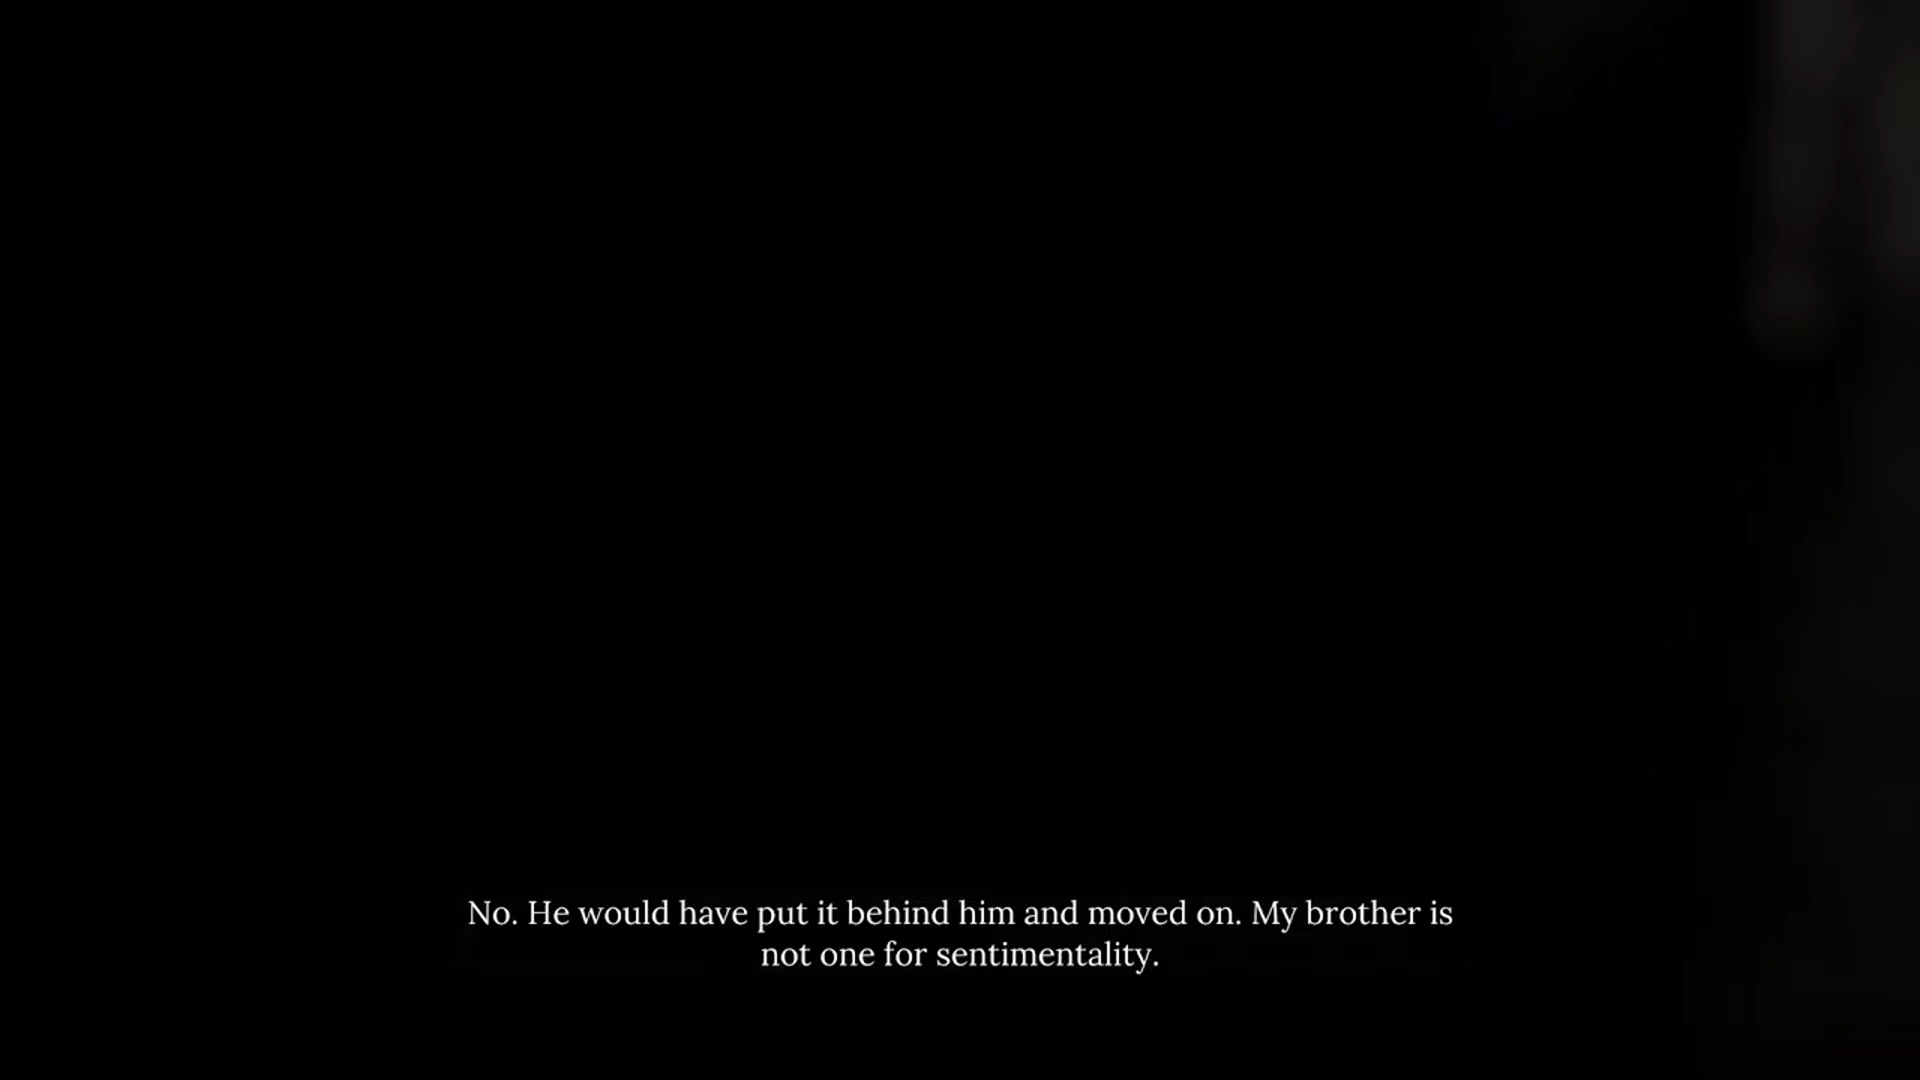 No. He would have put it behind him and moved on. My brother is
not one for sentimentality.